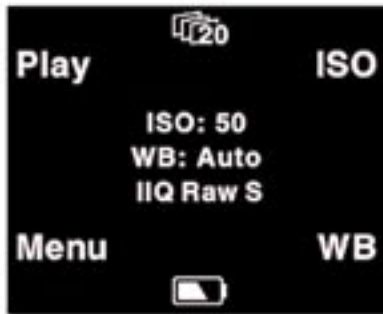 20
Play ISO
ISO: 50
WB: Auto
IIQ Raw S
Menu WB